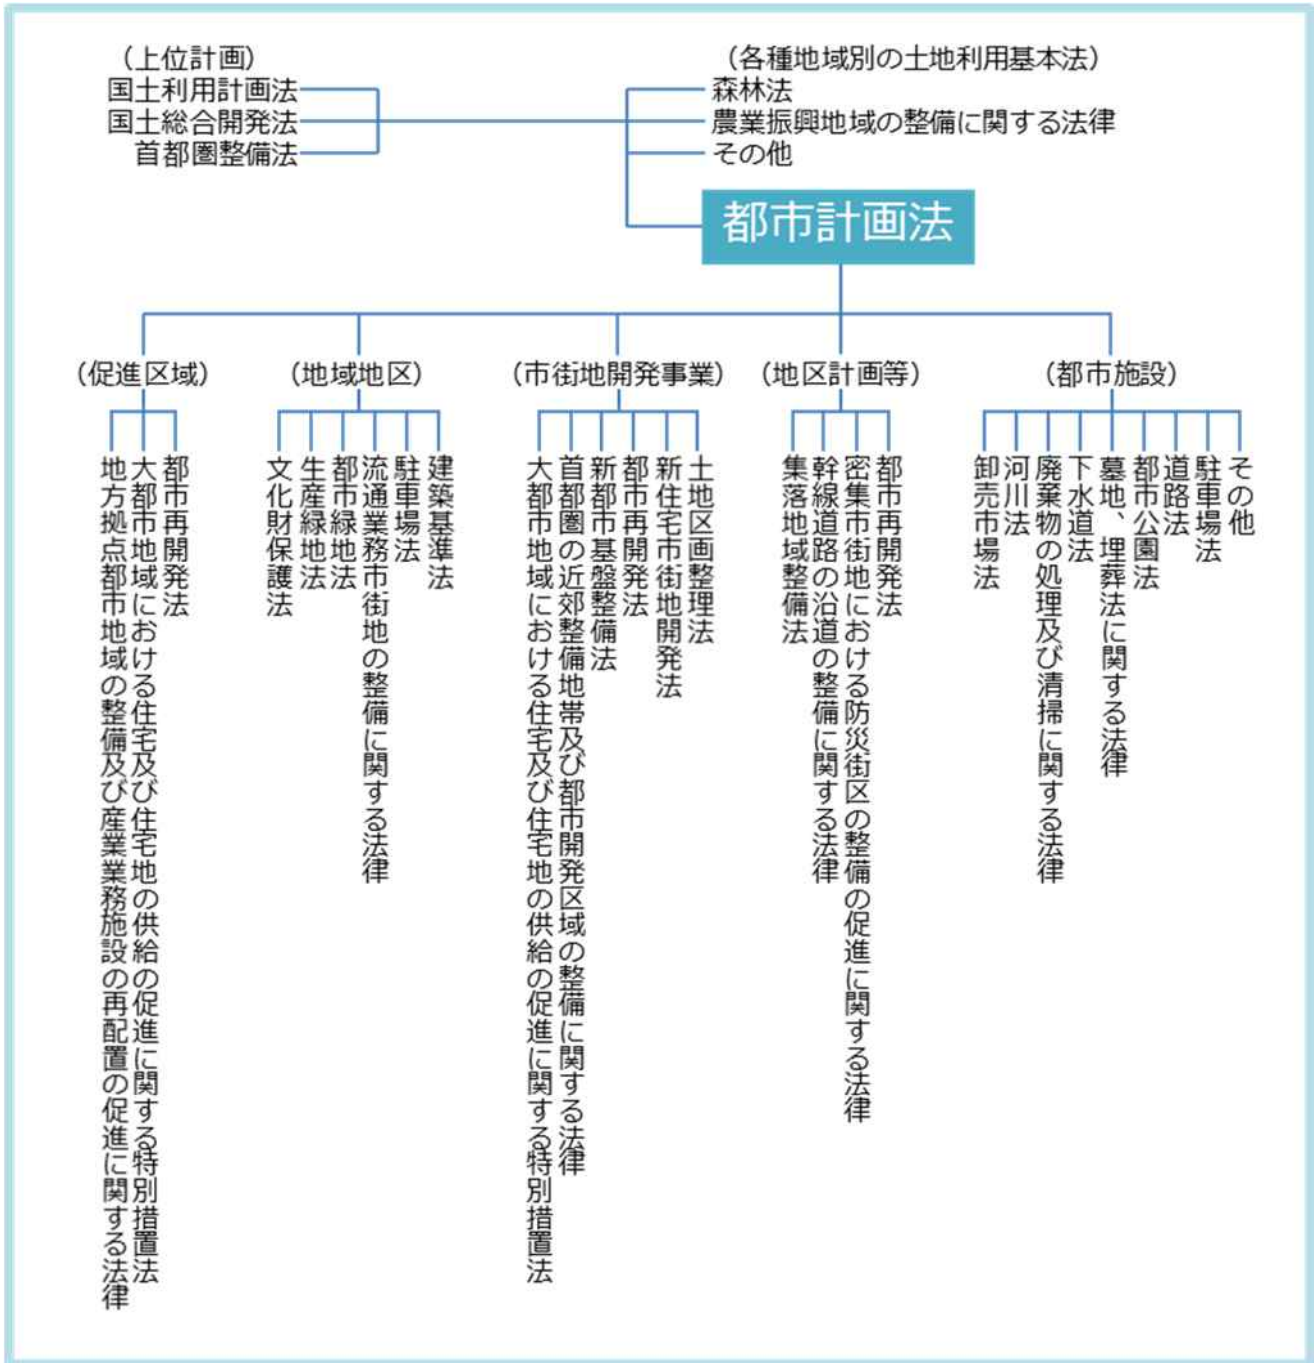 （上位計画）
国土利用計画法
国土総合開発法
首都圏整備法
（各種地域別の土地利用基本法）
森林法
農業振興地域の整備に関する法律
その他
都市計画法
（促進区域）
都市再開発法
大都市地域における住宅及び住宅地の供給の促進に関する特別措置法
地方拠点都市地域の整備及び産業業務施設の再配置の促進に関する法律
（地域地区）
建築基準法
駐車場法
流通業務市街地の整備に関する法律
都市緑地法
生産緑地法
文化財保護法
（市街地開発事業）
土地区画整理法
新住宅市街地開発法
都市再開発法
新都市基盤整備法
首都圏の近郊整備地帯及び都市開発区域の整備に関する法律
大都市地域における住宅及び住宅地の供給の促進に関する特別措置法
（地区計画等）
都市再開発法
密集市街地における防災街区の整備の促進に関する法律
幹線道路の沿道の整備に関する法律
集落地域整備法
（都市施設）
その他
駐車場法
道路法
都市公園法
墓地、埋葬法に関する法律
下水道法
廃棄物の処理及び清掃に関する法律
河川法
卸売市場法